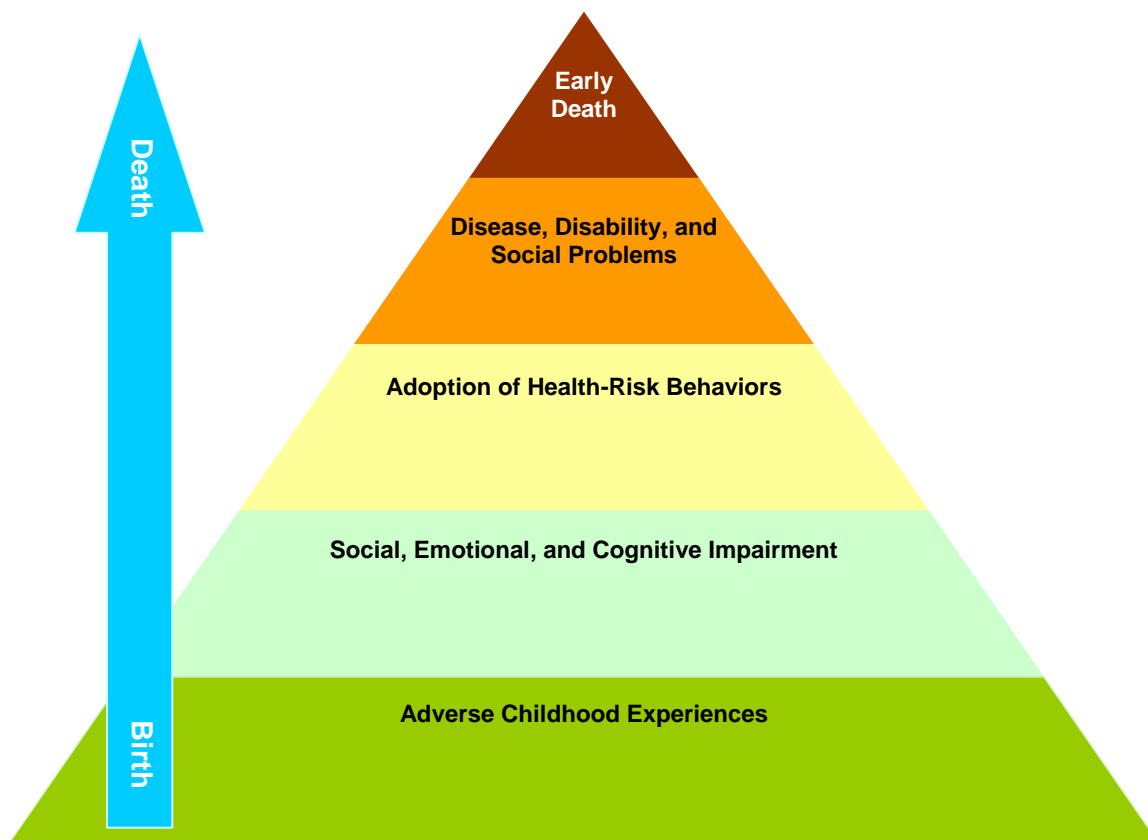 Early
Death
Death
Disease, Disability, and
Social Problems
Adoption of Health-Risk Behaviors
Social, Emotional, and Cognitive Impairment
Adverse Childhood Experiences
Birth